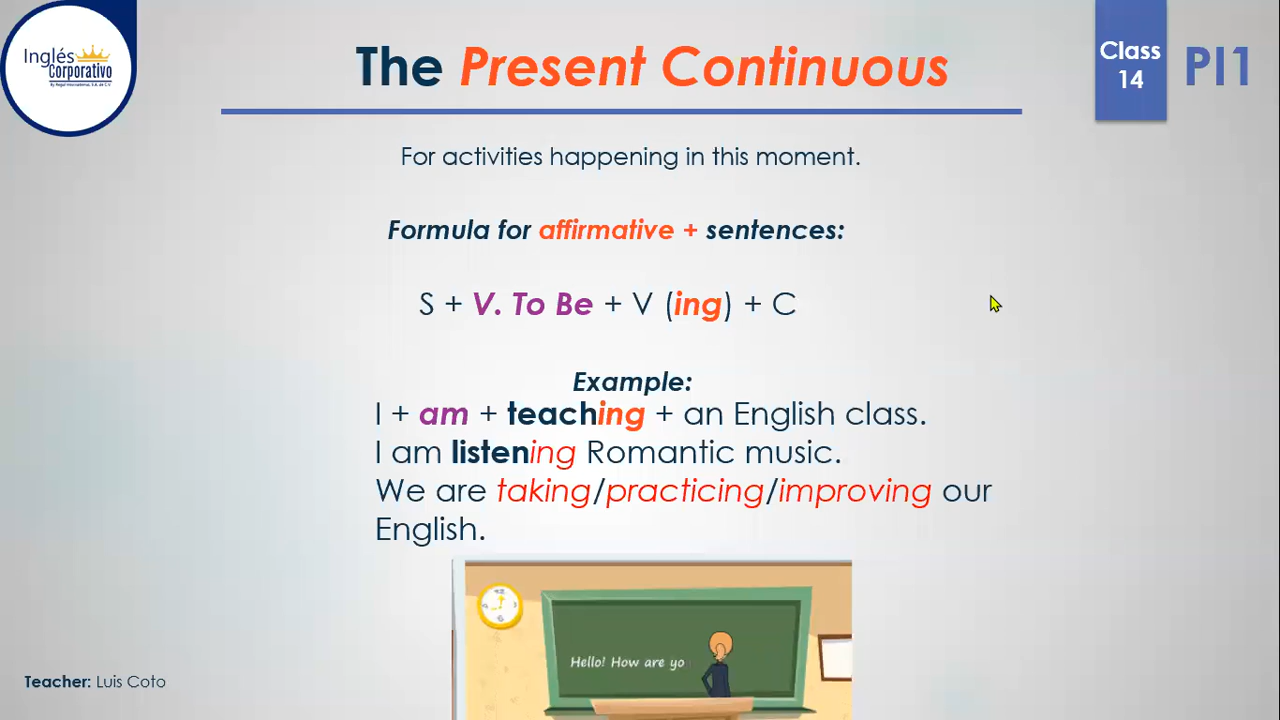 Inglés
Corporativo
The Present Continuous
Class
14
PI1
For activities happening in this moment.
Formula for affirmative + sentences:
S + V. To Be + V (ing) + C
Example:
I + am + teaching + an English class.
I am listening Romantic music.
We are taking/practicing/improving our
English.
Hello! How are yo
Teacher: Luis Coto